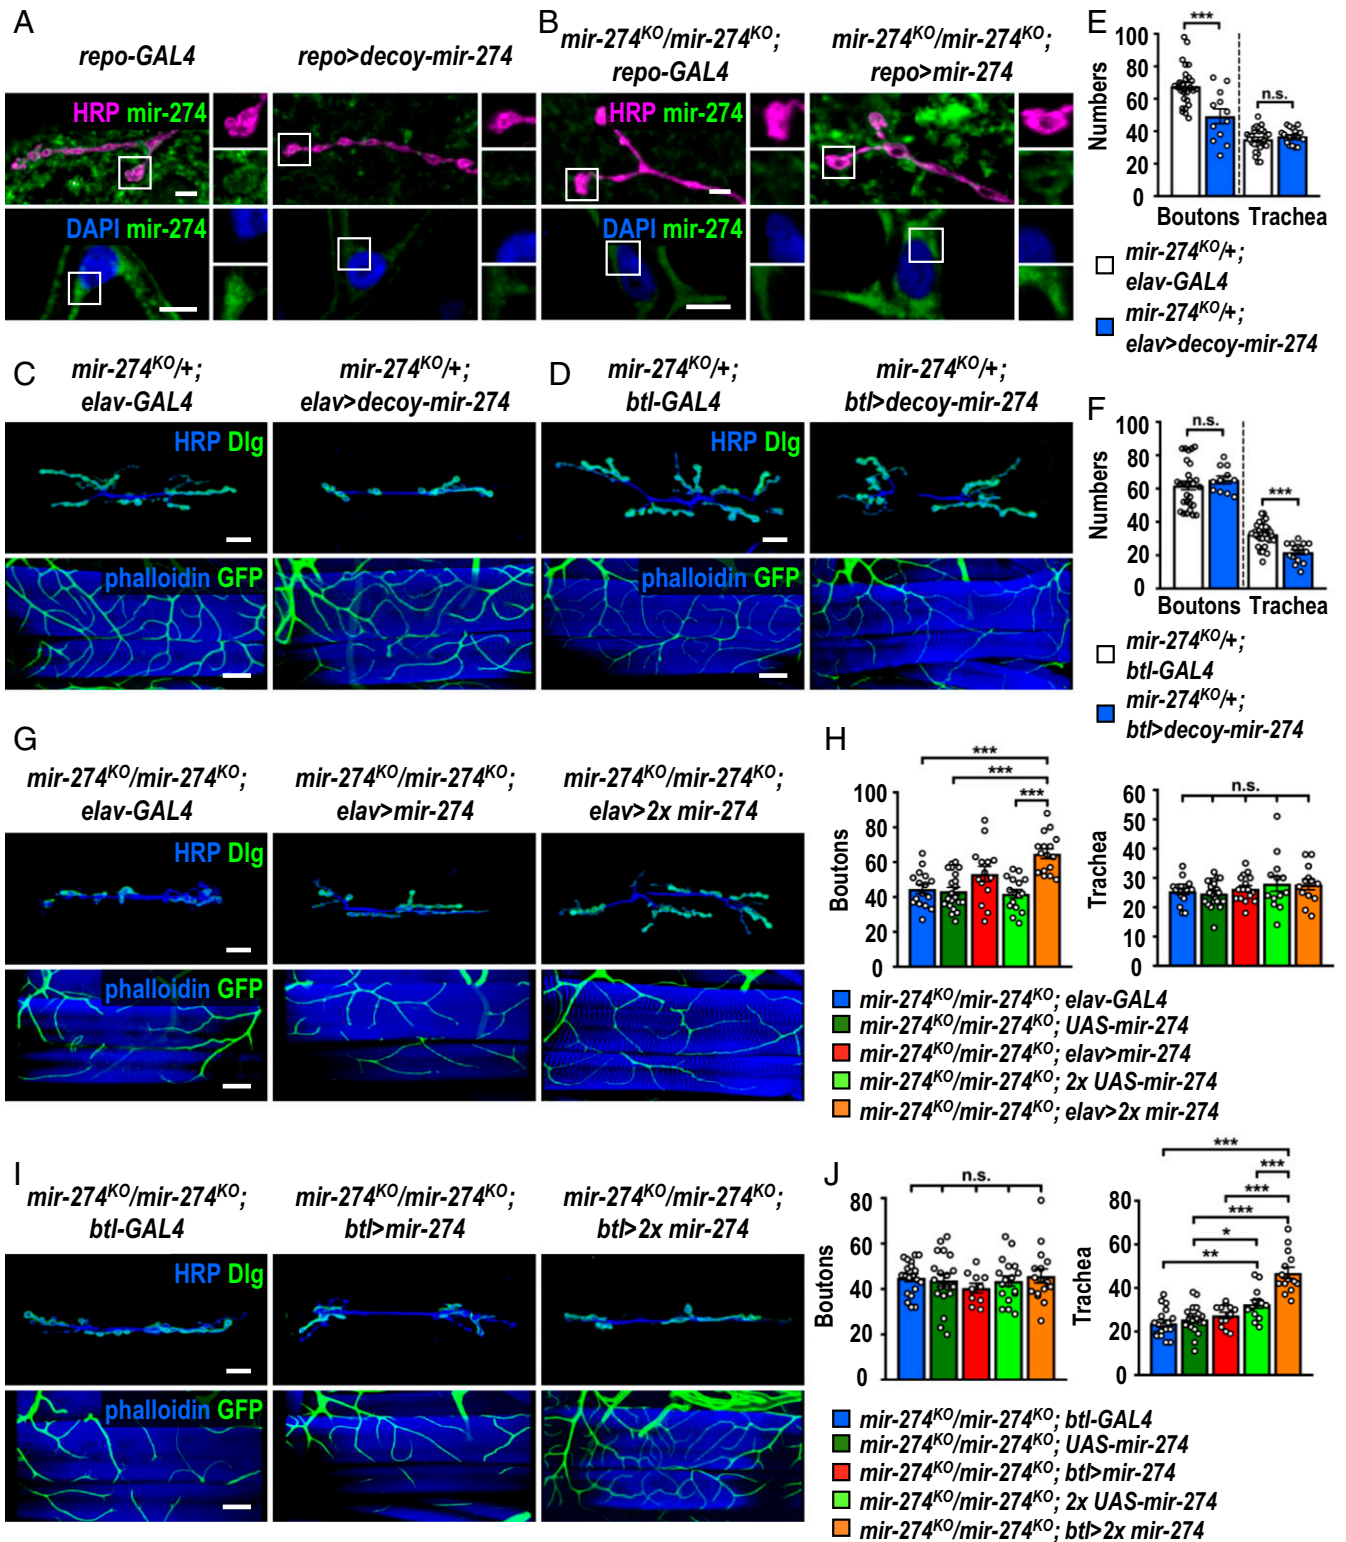 A
repo-GAL4
repo>decoy-mir-274
HRP mir-274
DAPI mir-274
B
mir-274KO/mir-274KO;
repo-GAL4
mir-274KO/mir-274KO;
repo>mir-274
HRP mir-274
DAPI mir-274
E
***
n.s.
Numbers
100
80
60
40
20
0
Boutons Trachea
mir-274KO/+;
elav-GAL4
mir-274KO/+;
elav>decoy-mir-274
C
mir-274KO/+;
elav-GAL4
mir-274KO/+;
elav>decoy-mir-274
HRP Dlg
phalloidin GFP
D
mir-274KO/+;
btl-GAL4
mir-274KO/+;
btl>decoy-mir-274
HRP Dlg
phalloidin GFP
F
n.s.
***
Numbers
100
80
60
40
20
0
Boutons Trachea
mir-274KO/+;
btl-GAL4
mir-274KO/+;
btl>decoy-mir-274
G
mir-274KO/mir-274KO;
elav-GAL4
mir-274KO/mir-274KO;
elav>mir-274
mir-274KO/mir-274KO;
elav>2x mir-274
HRP Dlg
phalloidin GFP
H
***
***
***
Boutons
100
80
60
40
20
0
n.s.
Trachea
60
50
40
30
20
10
0
mir-274KO/mir-274KO; elav-GAL4
mir-274KO/mir-274KO; UAS-mir-274
mir-274KO/mir-274KO; elav>mir-274
mir-274KO/mir-274KO; 2x UAS-mir-274
mir-274KO/mir-274KO; elav>2x mir-274
I
mir-274KO/mir-274KO;
btl-GAL4
mir-274KO/mir-274KO;
btl>mir-274
mir-274KO/mir-274KO;
btl>2x mir-274
HRP Dlg
phalloidin GFP
J
n.s.
Boutons
80
60
40
20
0
***
***
***
***
*
**
Trachea
80
60
40
20
0
mir-274KO/mir-274KO; btl-GAL4
mir-274KO/mir-274KO; UAS-mir-274
mir-274KO/mir-274KO; btl>mir-274
mir-274KO/mir-274KO; 2x UAS-mir-274
mir-274KO/mir-274KO; btl>2x mir-274